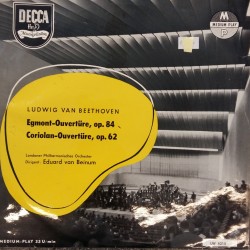 DECCA
M
MEDIUM-PLAY
P
LUDWIG VAN BEETHOVEN
Egmont-Ouvertüre, op. 84
Coriolan-Ouvertüre, op. 62
Londoner Philharmonisches Orchester
Dirigent: Eduard van Beinum
MEDIUM-PLAY 33 U/min